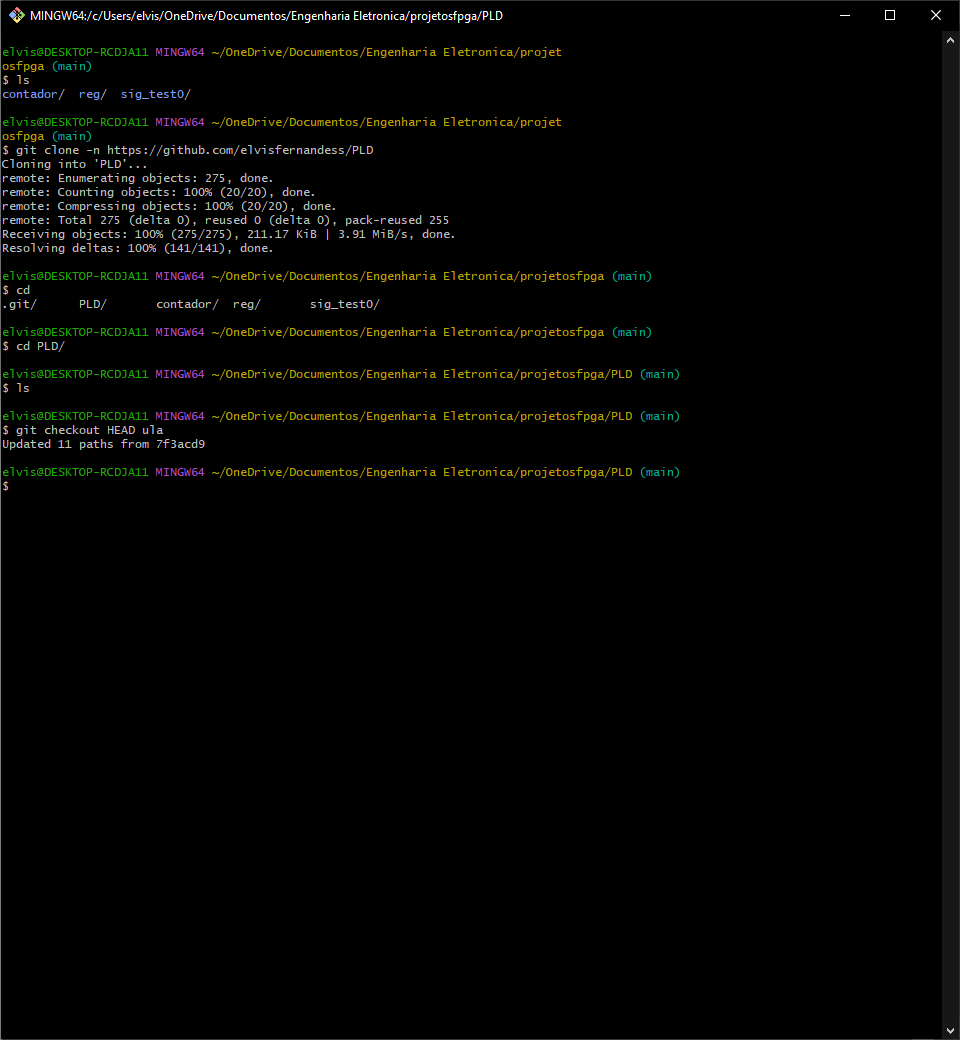 MINGW64:/c/Users/elvis/OneDrive/Documentos/Engenharia Eletronica/projetosfpga/PLD
elvis@DESKTOP-RCDJA11 MINGW64 ~/OneDrive/Documentos/Engenharia Eletronica/projet
osfpga (main)
$ ls
contador/  reg/  sig_test0/
elvis@DESKTOP-RCDJA11 MINGW64 ~/OneDrive/Documentos/Engenharia Eletronica/projet
osfpga (main)
$ git clone -n https://github.com/elvisfernandess/PLD
Cloning into 'PLD'...
remote: Enumerating objects: 275, done.
remote: Counting objects: 100% (20/20), done.
remote: Compressing objects: 100% (20/20), done.
remote: Total 275 (delta 0), reused 0 (delta 0), pack-reused 255
Receiving objects: 100% (275/275), 211.17 KiB | 3.91 MiB/s, done.
Resolving deltas: 100% (141/141), done.
elvis@DESKTOP-RCDJA11 MINGW64 ~/OneDrive/Documentos/Engenharia Eletronica/projetosfpga (main)
$ cd
.git/      PLD/       contador/  reg/       sig_test0/
elvis@DESKTOP-RCDJA11 MINGW64 ~/OneDrive/Documentos/Engenharia Eletronica/projetosfpga (main)
$ cd PLD/
elvis@DESKTOP-RCDJA11 MINGW64 ~/OneDrive/Documentos/Engenharia Eletronica/projetosfpga/PLD (main)
$ ls
elvis@DESKTOP-RCDJA11 MINGW64 ~/OneDrive/Documentos/Engenharia Eletronica/projetosfpga/PLD (main)
$ git checkout HEAD ula
Updated 11 paths from 7f3acd9
elvis@DESKTOP-RCDJA11 MINGW64 ~/OneDrive/Documentos/Engenharia Eletronica/projetosfpga/PLD (main)
$